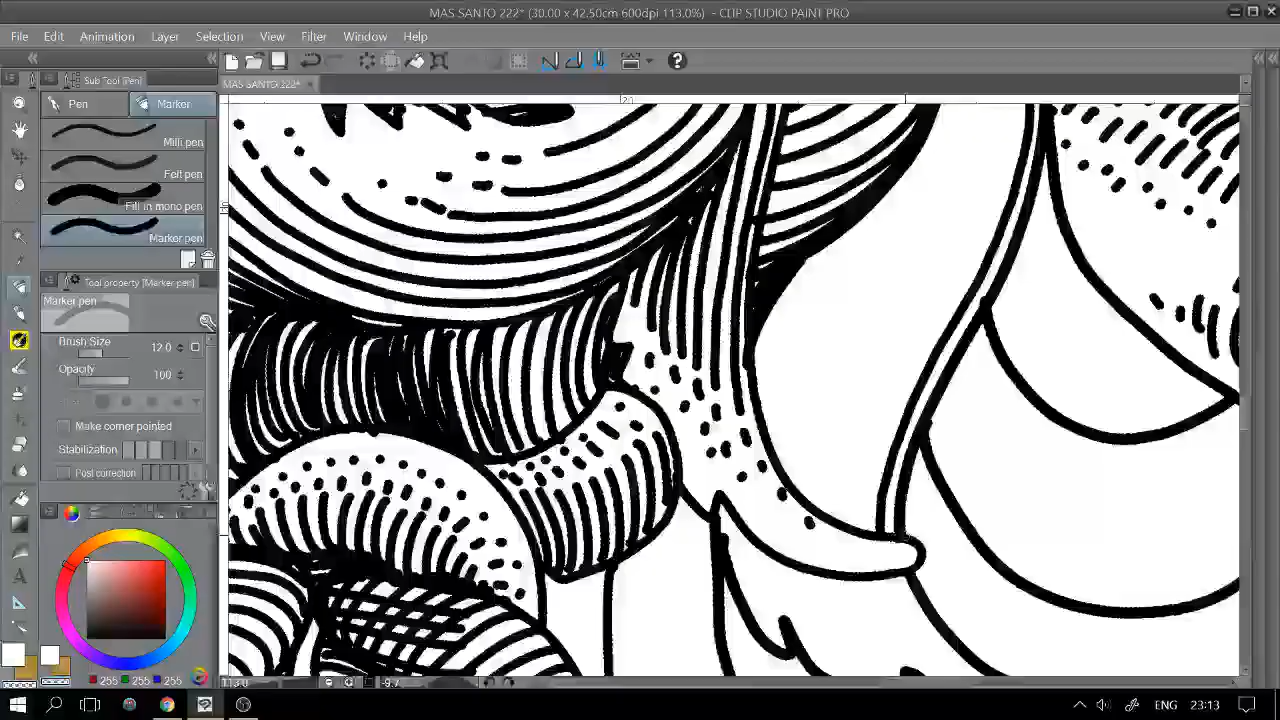 MAS SANTO 222* (30.00 x 42.50cm 600dpi 113.0%) - CLIP STUDIO PAINT PRO
File Edit Animation Layer Selection View Filter Window Help
Sub Tool [Pen]
MAS SANTO 222*
Pen Marker
20
Milli pen
Felt pen
Fill in mono pen
Marker pen
Tool property [Marker pen]
Marker pen
Brush Size 12.0
Opacity 100
Make corner pointed
Stabilization
Post correction
255 255 255
113.0 -9.7
ENG 23:13